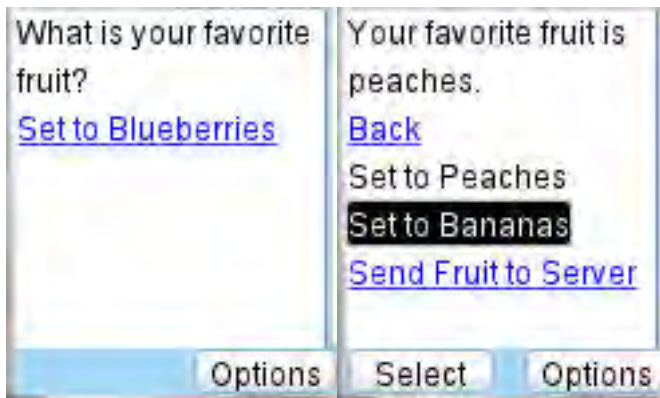 What is your favorite
fruit?
Set to Blueberries
Options
Your favorite fruit is
peaches.
Back
Set to Peaches
Set to Bananas
Send Fruit to Server
Select
Options